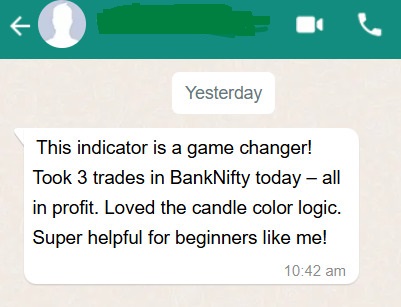 Yesterday
This indicator is a game changer!
Took 3 trades in BankNifty today – all
in profit. Loved the candle color logic.
Super helpful for beginners like me!
10:42 am